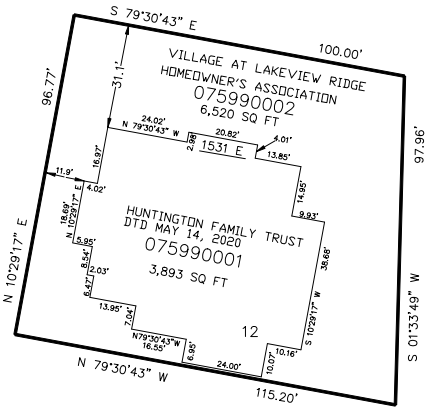 S 79°30'43" E
100.00'
96.77'
31.1'
VILLAGE AT LAKEVIEW RIDGE
HOMEOWNER'S ASSOCIATION
075990002
6,520 SQ FT
24.02'
N 79°30'43" W
2.98'
20.82'
1531 E
4.01'
13.85'
97.96'
16.97'
11.9'
4.02'
14.95'
9.93'
18.69'
N 10°29'17" E
HUNTINGTON FAMILY TRUST
DTD MAY 14, 2020
075990001
3,893 SQ FT
38.68'
5.95'
8.54'
2.03'
6.47'
13.95'
7.04'
N79°30'43"W
16.55'
6.95'
12
S 10°29'17" W
10.16'
10.07'
24.00'
N 10°29'17" E
S 01°33'49" W
N 79°30'43" W
115.20'